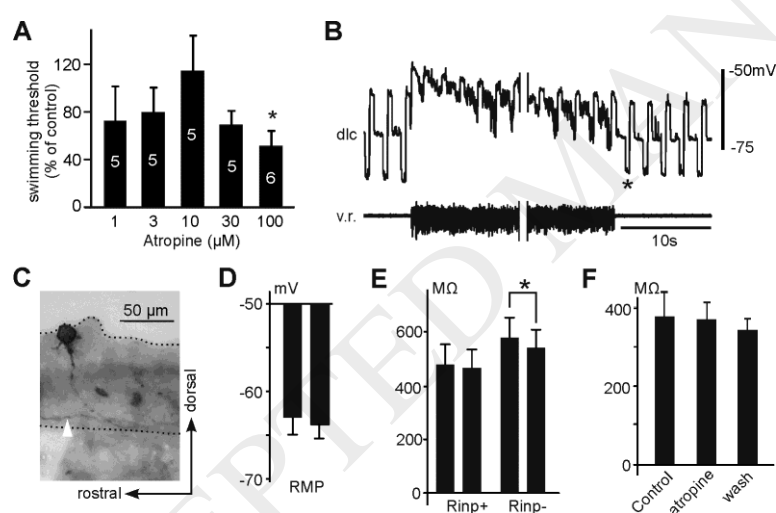 A
swimming threshold
(% of control)
120
80
40
0
5
5
5
5
6
*
1 3 10 30 100
Atropine (µM)
B
dlc
-50mV
-75
*
v.r.
10s
C
50 µm
dorsal
rostral
D
mV
-50
-60
-70
RMP
E
MΩ
*
600
400
200
0
Rinp+ Rinp-
F
MΩ
400
200
0
Control
atropine
wash
EPTED MAN